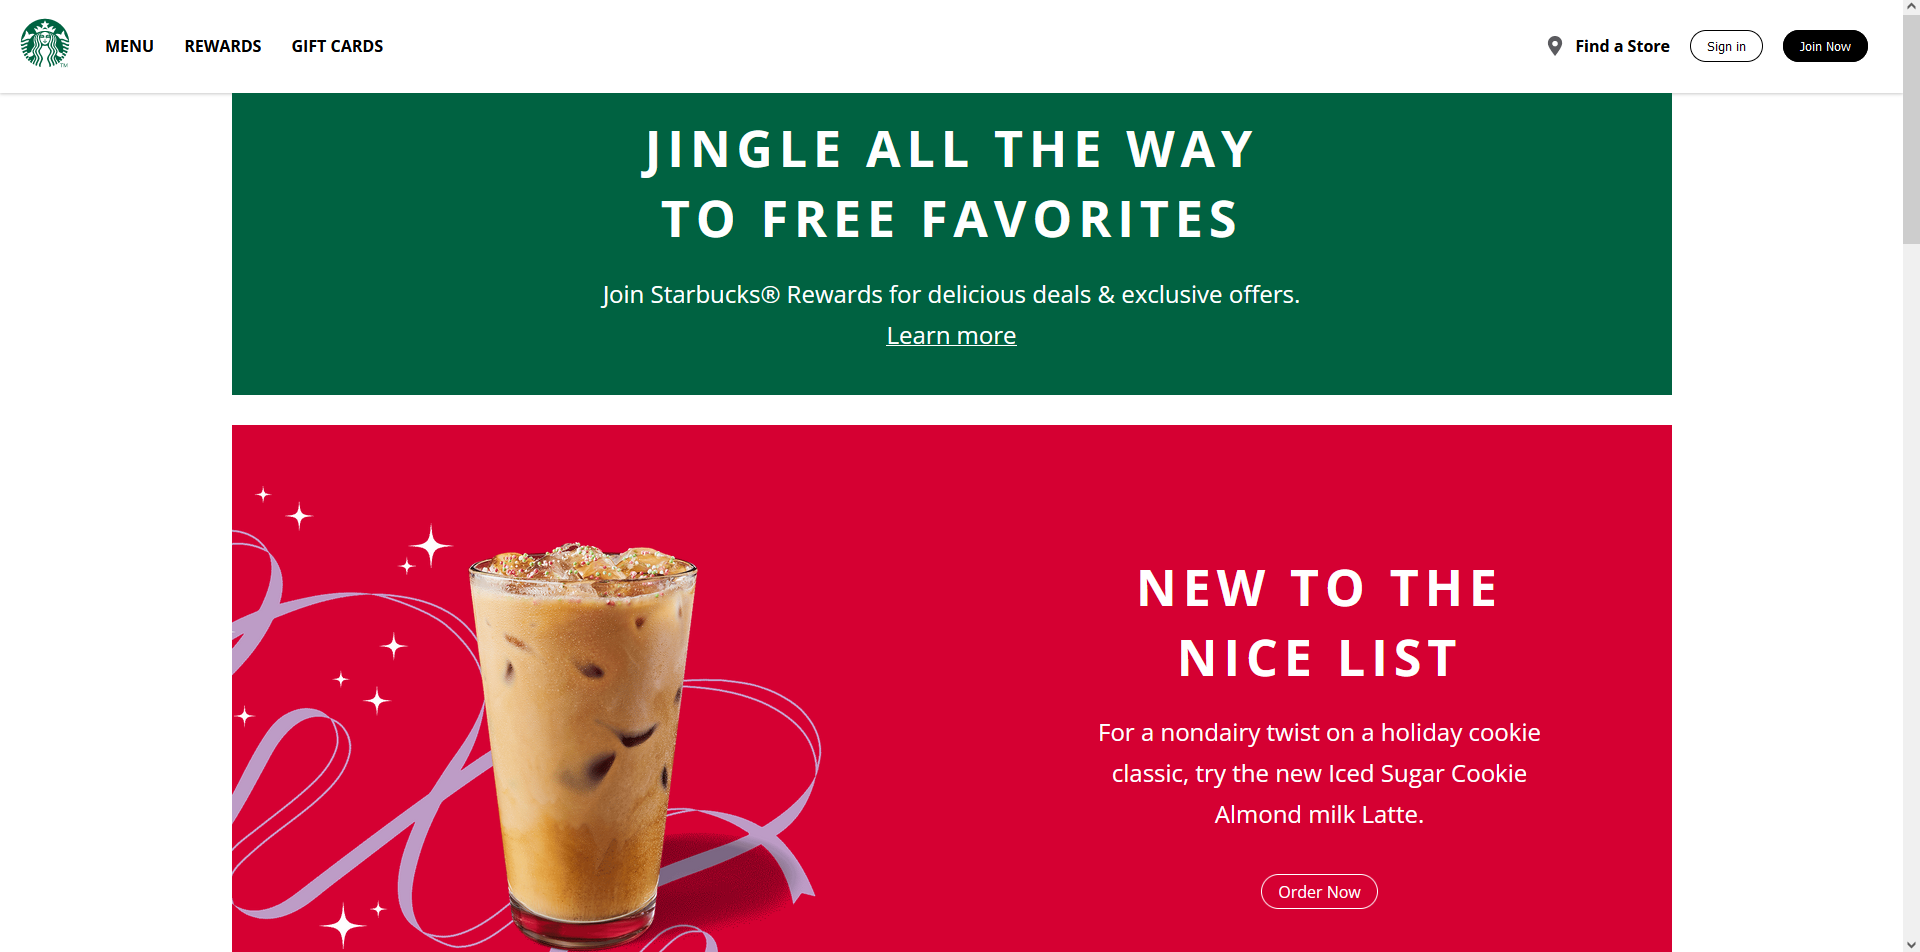 MENU REWARDS GIFT CARDS Find a Store Sign in Join Now
JINGLE ALL THE WAY
TO FREE FAVORITES
Join Starbucks® Rewards for delicious deals & exclusive offers.
Learn more
NEW TO THE
NICE LIST
For a nondairy twist on a holiday cookie
classic, try the new Iced Sugar Cookie
Almond milk Latte.
Order Now